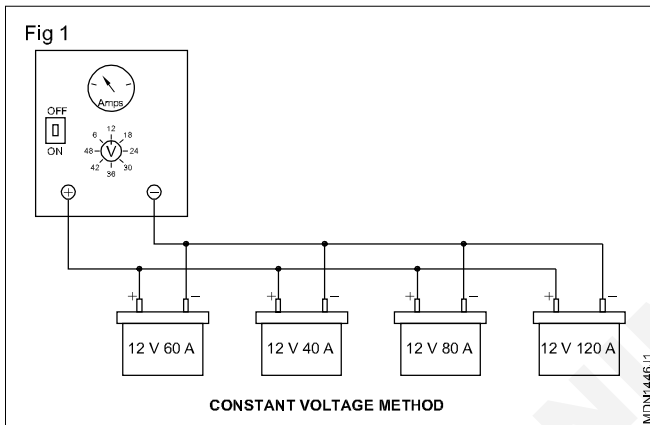 Fig 1
Amps
OFF
ON
12
6
18
48
V
24
42
30
36
+
−
+ −
+ −
+ −
+ −
12 V 60 A
12 V 40 A
12 V 80 A
12 V 120 A
CONSTANT VOLTAGE METHOD